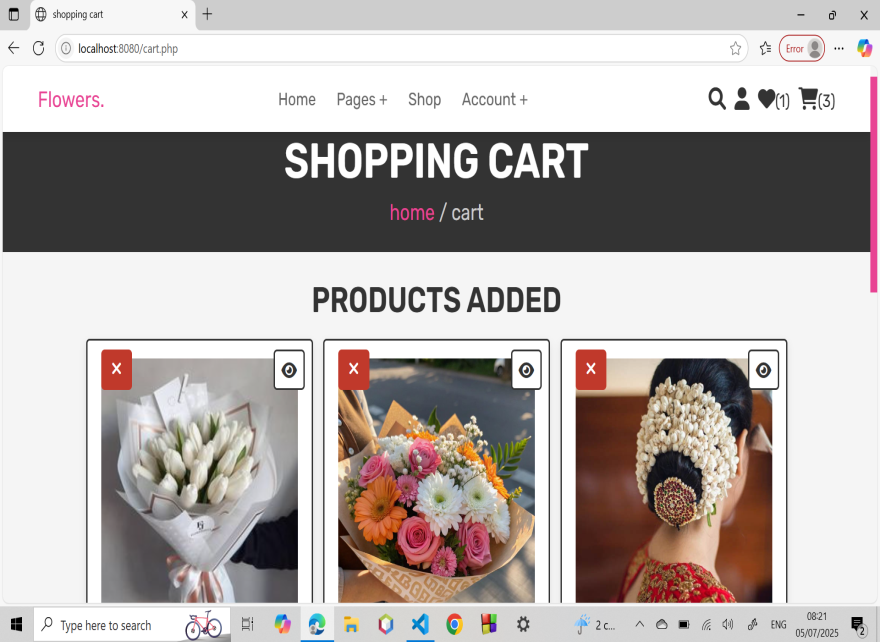 shopping cart
localhost:8080/cart.php
Error
Flowers.
Home Pages + Shop Account +
(1) (3)
SHOPPING CART
home / cart
PRODUCTS ADDED
X X X
Type here to search
2 c...
ENG
08:21
05/07/2025
2